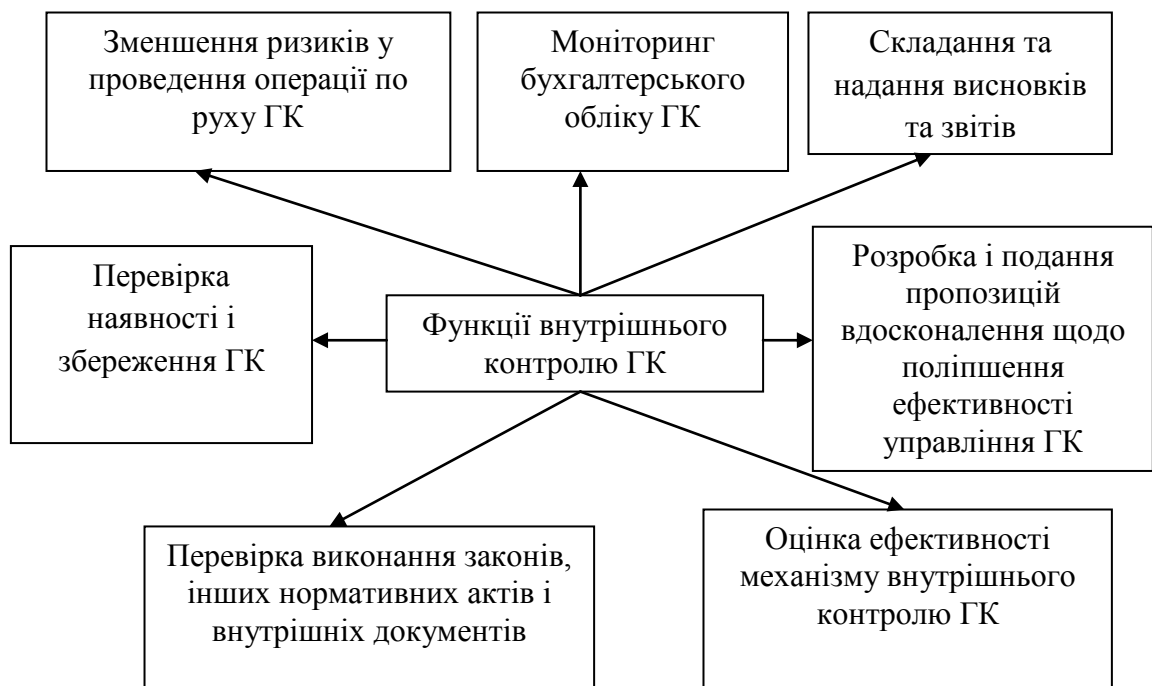 Зменшення ризиків у
проведення операції по
руху ГК
Моніторинг
бухгалтерського
обліку ГК
Складання та
надання висновків
та звітів
Перевірка
наявності і
збереження ГК
Функції внутрішнього
контролю ГК
Розробка і подання
пропозицій
вдосконалення щодо
поліпшення
ефективності
управління ГК
Перевірка виконання законів,
інших нормативних актів і
внутрішніх документів
Оцінка ефективності
механізму внутрішнього
контролю ГК